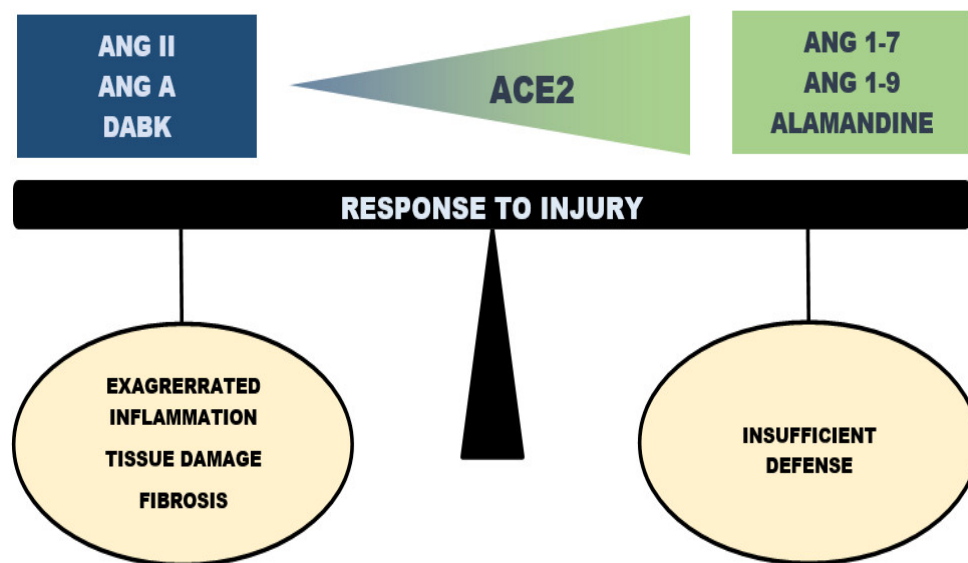 ANG II
ANG A
DABK
ACE2
ANG 1-7
ANG 1-9
ALAMANDINE
RESPONSE TO INJURY
EXAGRERRATED
INFLAMMATION
TISSUE DAMAGE
FIBROSIS
INSUFFICIENT
DEFENSE